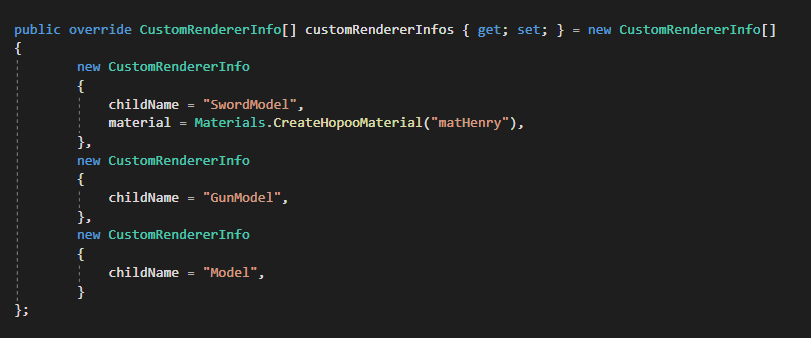 public override CustomRendererInfo[] customRendererInfos { get; set; } = new CustomRendererInfo[]
{
        new CustomRendererInfo
        {
            childName = "SwordModel",
            material = Materials.CreateHopooMaterial("matHenry"),
        },
        new CustomRendererInfo
        {
            childName = "GunModel",
        },
        new CustomRendererInfo
        {
            childName = "Model",
        }
};